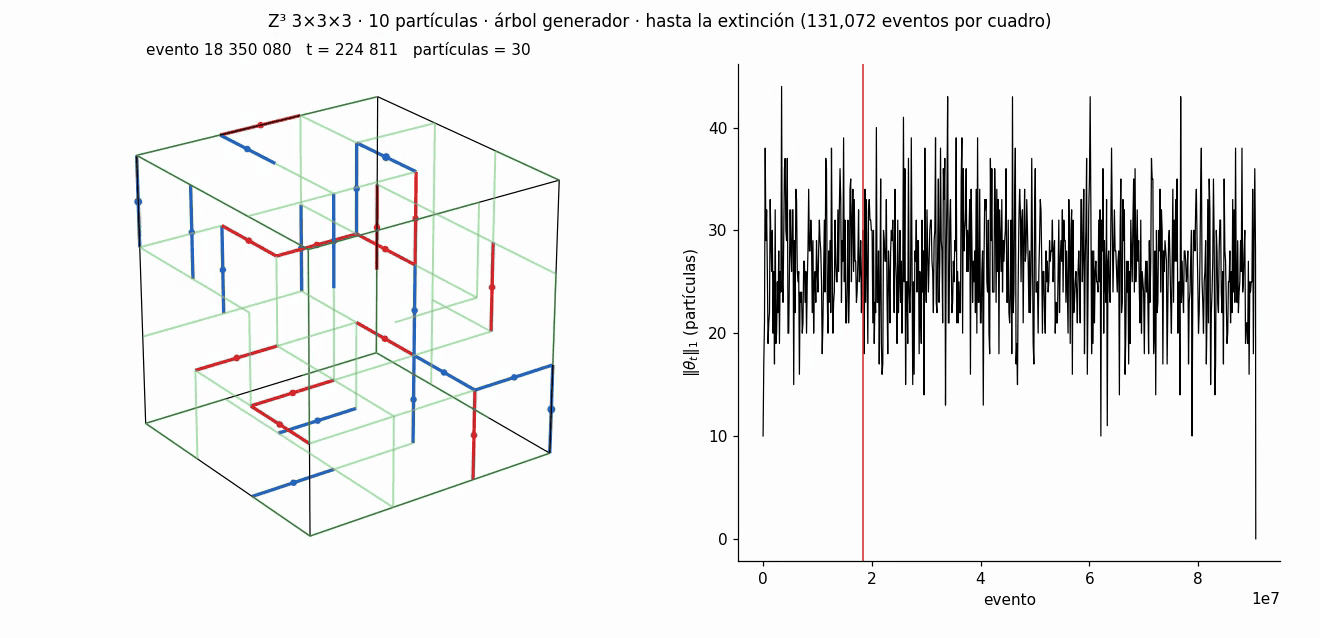 Z³ 3×3×3 · 10 partículas · árbol generador · hasta la extinción (131,072 eventos por cuadro)
evento 18 350 080   t = 224 811   partículas = 30
‖θₜ‖₁ (partículas)
40
30
20
10
0
0 2 4 6 8
1e7
evento